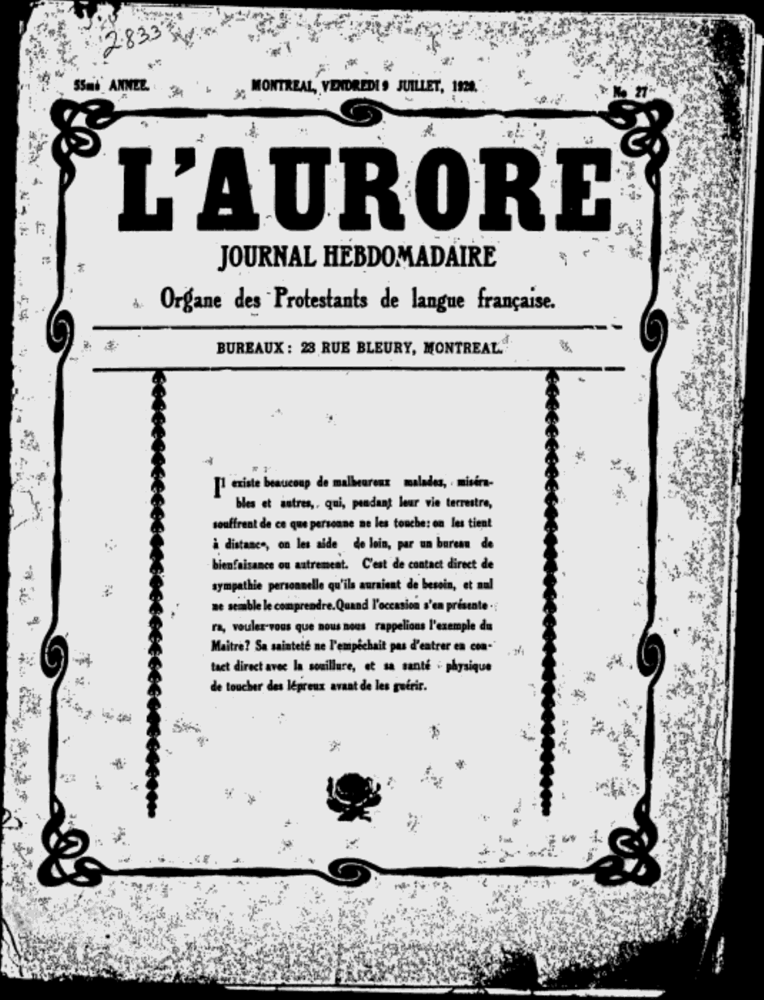 2833
55me ANNEE.
MONTREAL, VENDREDI 9 JUILLET, 1920.
No 27
L'AURORE
JOURNAL HEBDOMADAIRE
Organe des Protestants de langue française.
BUREAUX: 23 RUE BLEURY, MONTREAL.
Il existe beaucoup de malheureux malades, miséra-
bles et autres, qui, pendant leur vie terrestre,
souffrent de ce que personne ne les touche: on les tient
à distance, on les aide de loin, par un bureau de
bienfaisance ou autrement. C'est de contact direct de
sympathie personnelle qu'ils auraient de besoin, et nul
ne semble le comprendre. Quand l'occasion s'en présente-
ra, voulez-vous que nous nous rappelions l'exemple du
Maitre? Sa sainteté ne l'empêchait pas d'entrer en con-
tact direct avec la souillure, et sa santé physique
de toucher des lépreux avant de les guérir.